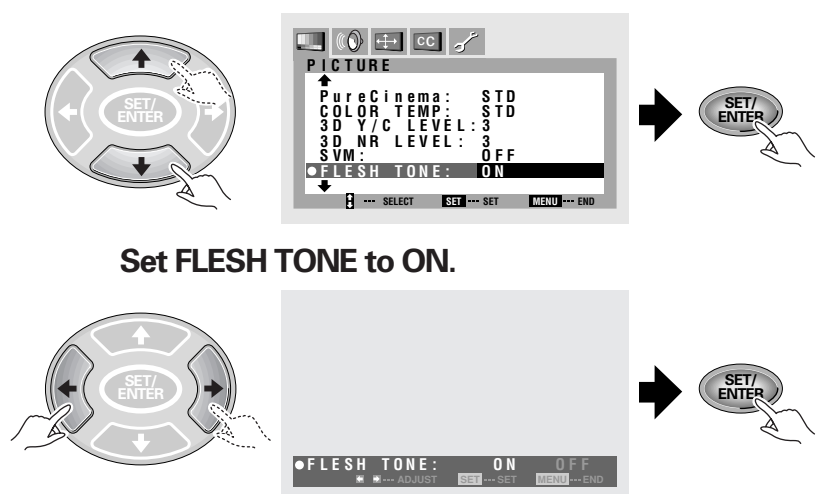 SET/
ENTER
CC
PICTURE
PureCinema: STD
COLOR TEMP: STD
3D Y/C LEVEL: 3
3D NR LEVEL: 3
SVM: OFF
●FLESH TONE: ON
--- SELECT SET --- SET MENU --- END
SET/
ENTER
Set FLESH TONE to ON.
SET/
ENTER
●FLESH TONE: ON OFF
--- ADJUST SET --- SET MENU --- END
SET/
ENTER